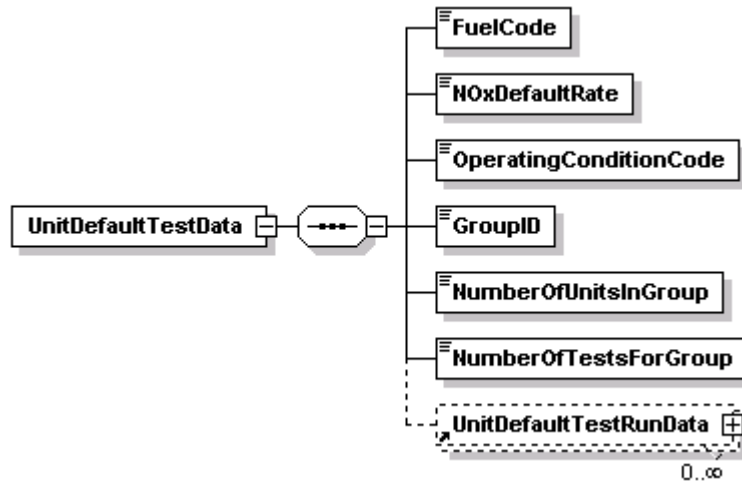 FuelCode
NOxDefaultRate
OperatingConditionCode
UnitDefaultTestData
GroupID
NumberOfUnitsInGroup
NumberOfTestsForGroup
UnitDefaultTestRunData
0..∞